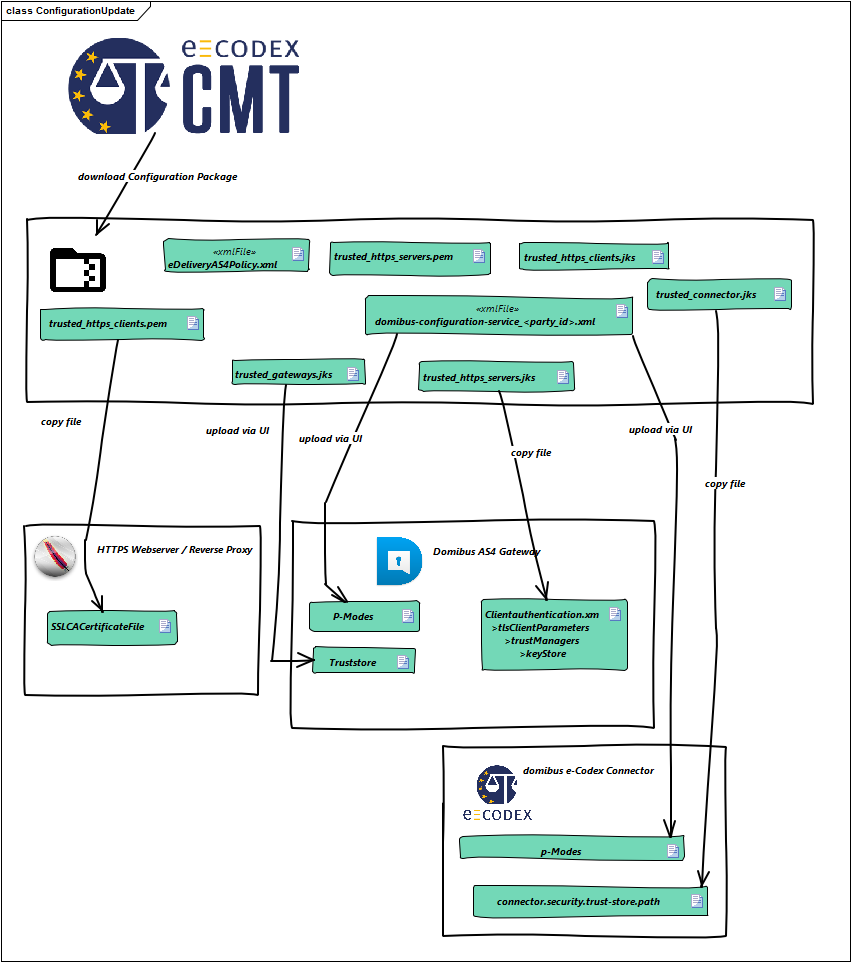 class ConfigurationUpdate
e-CODEX
CMT
download Configuration Package
«xmlFile»
eDeliveryAS4Policy.xml
trusted_https_servers.pem
trusted_https_clients.jks
trusted_connector.jks
trusted_https_clients.pem
«xmlFile»
domibus-configuration-service_<party_id>.xml
trusted_gateways.jks
trusted_https_servers.jks
copy file
upload via UI
upload via UI
copy file
upload via UI
copy file
HTTPS Webserver / Reverse Proxy
SSLCACertificateFile
Domibus AS4 Gateway
P-Modes
Truststore
Clientauthentication.xm
>tlsClientParameters
>trustManagers
>keyStore
domibus e-Codex Connector
e-CODEX
p-Modes
connector.security.trust-store.path